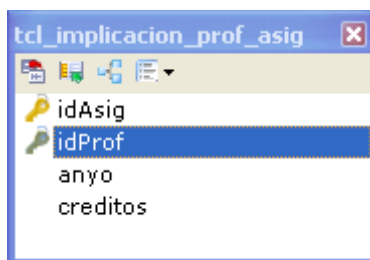 tcl_implicacion_prof_asig
idAsig
idProf
anyo
creditos